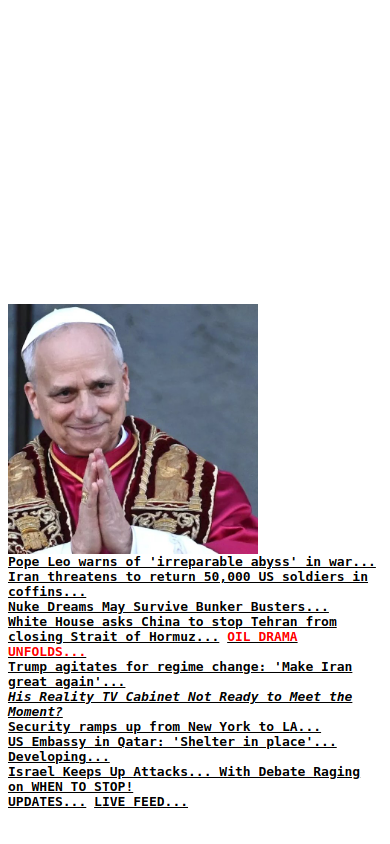 Pope Leo warns of 'irreparable abyss' in war...
Iran threatens to return 50,000 US soldiers in
coffins...
Nuke Dreams May Survive Bunker Busters...
White House asks China to stop Tehran from
closing Strait of Hormuz... OIL DRAMA
UNFOLDS...
Trump agitates for regime change: 'Make Iran
great again'...
His Reality TV Cabinet Not Ready to Meet the
Moment?
Security ramps up from New York to LA...
US Embassy in Qatar: 'Shelter in place'...
Developing...
Israel Keeps Up Attacks... With Debate Raging
on WHEN TO STOP!
UPDATES... LIVE FEED...